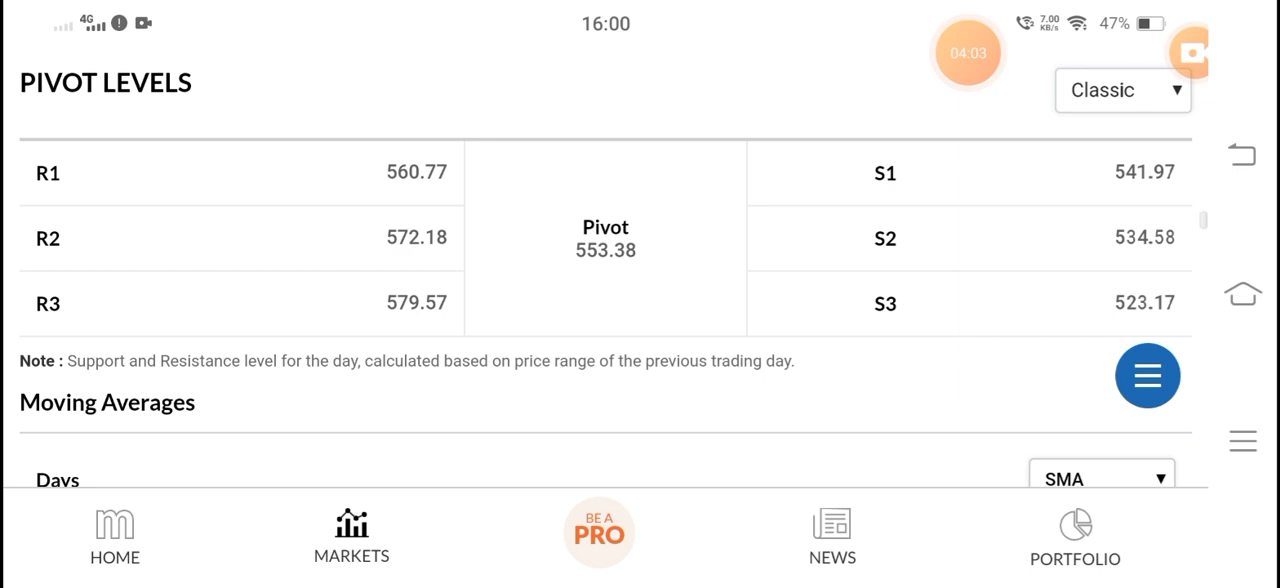 4G 16:00 7.00 KB/s 47%
04:03
PIVOT LEVELS
Classic
R1 560.77 S1 541.97
Pivot
R2 572.18 S2 534.58
553.38
R3 579.57 S3 523.17
Note : Support and Resistance level for the day, calculated based on price range of the previous trading day.
Moving Averages
Days SMA
BE A
PRO
HOME MARKETS NEWS PORTFOLIO